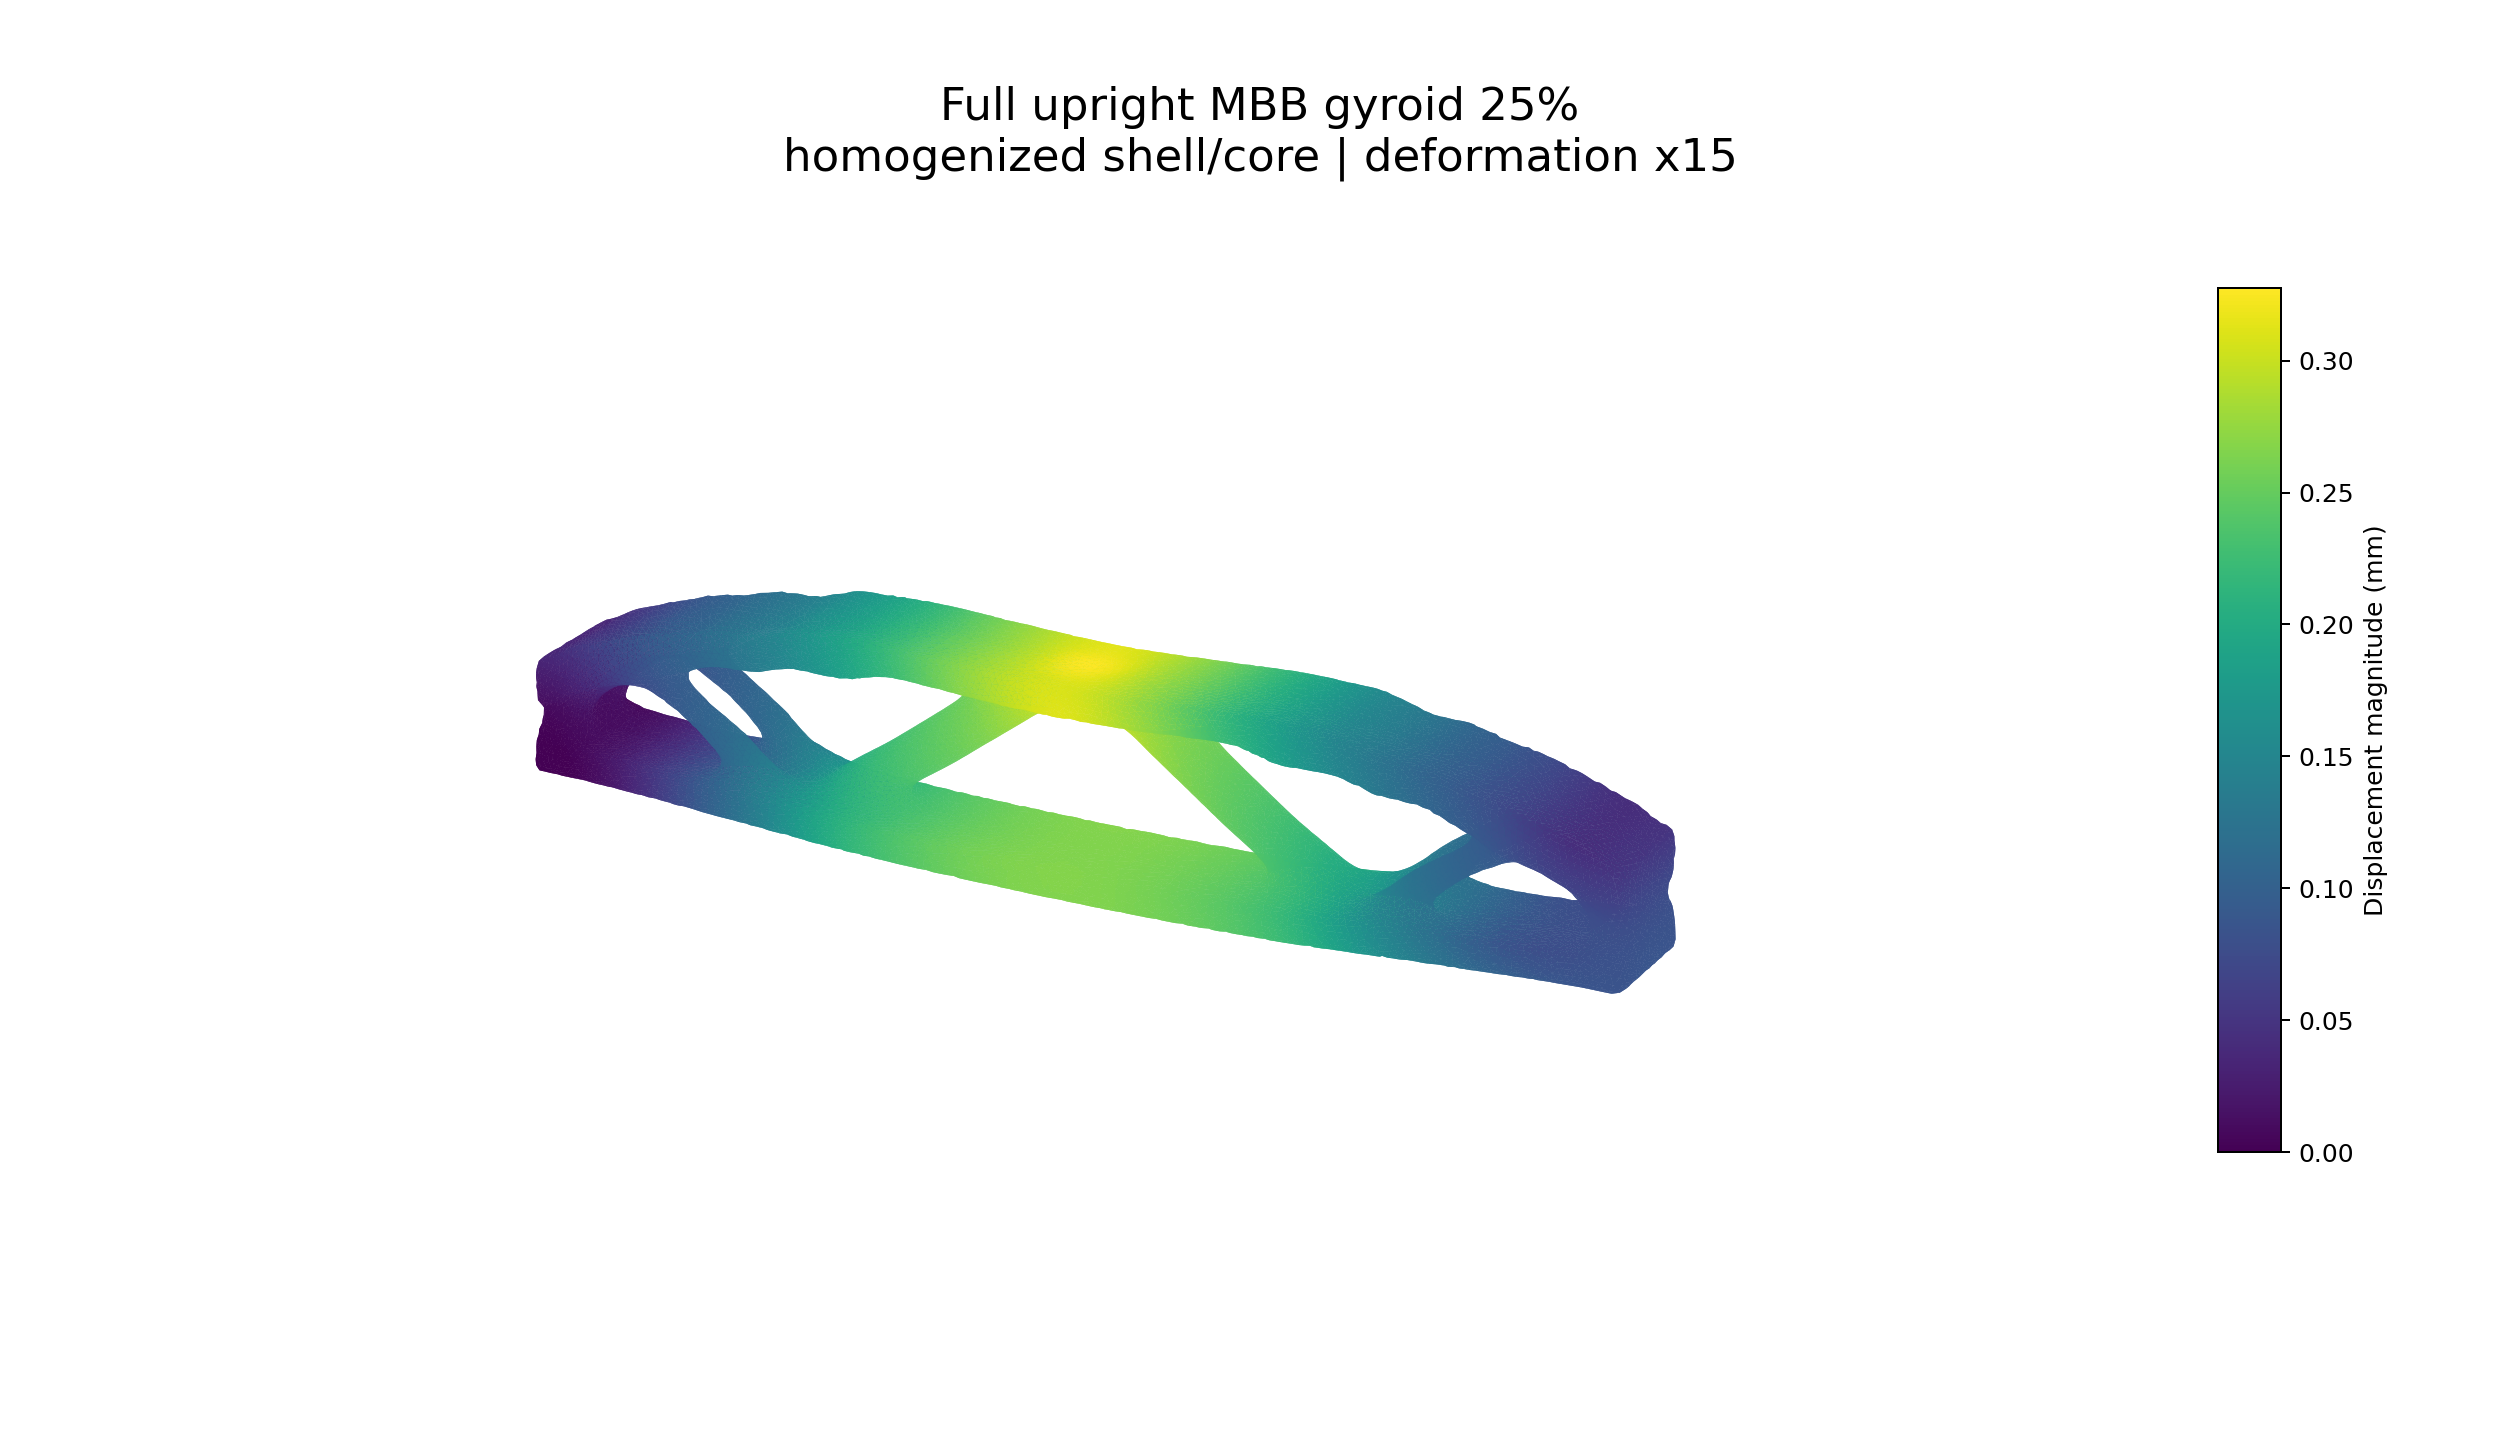 Full upright MBB gyroid 25%
homogenized shell/core | deformation x15
0.30
0.25
0.20
0.15
0.10
0.05
0.00
Displacement magnitude (mm)